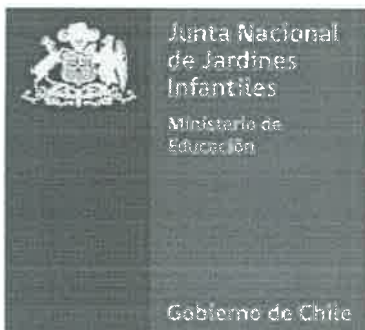 Junta Nacional
de Jardines
Infantiles
Ministerio de
Educación
Gobierno de Chile